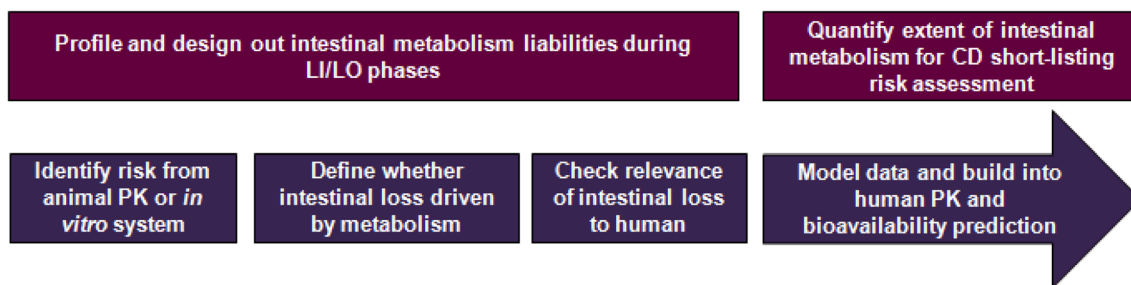 Profile and design out intestinal metabolism liabilities during
LI/LO phases
Quantify extent of intestinal
metabolism for CD short-listing
risk assessment
Identify risk from
animal PK or in
vitro system
Define whether
intestinal loss driven
by metabolism
Check relevance
of intestinal loss
to human
Model data and build into
human PK and
bioavailability prediction